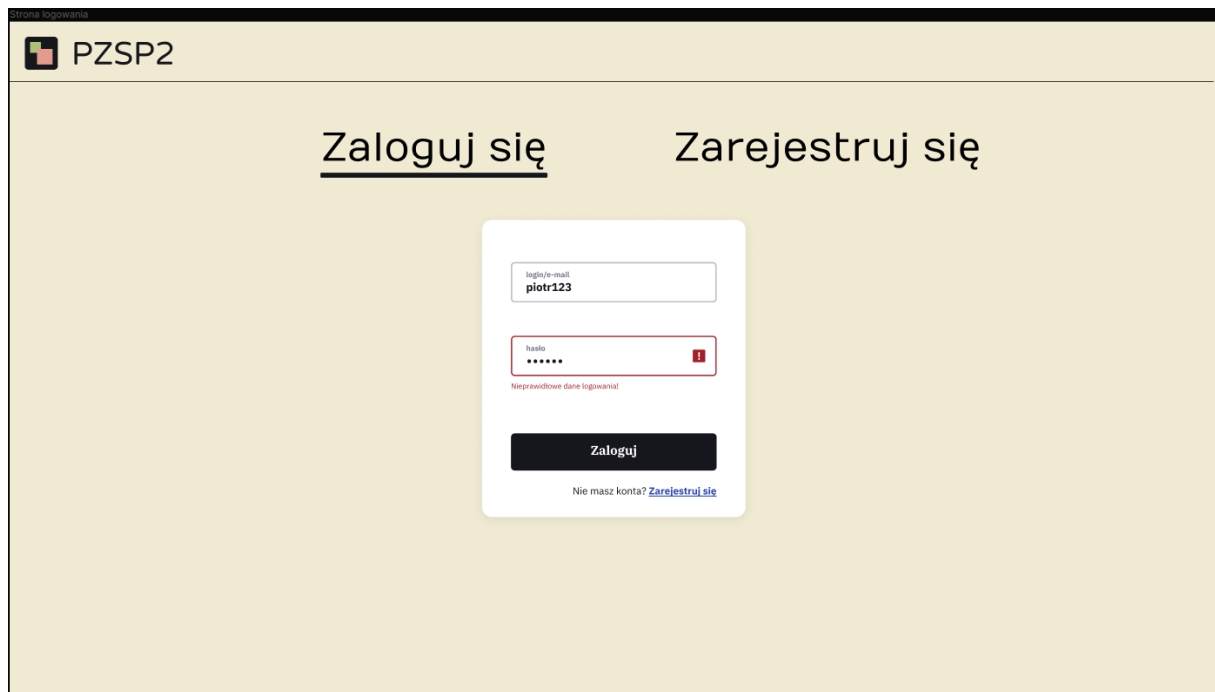 Strona logowania
PZSP2
Zaloguj się
Zarejestruj się
login/e-mail
piotr123
hasło
••••••
!
Nieprawidłowe dane logowania!
Zaloguj
Nie masz konta? Zarejestruj się